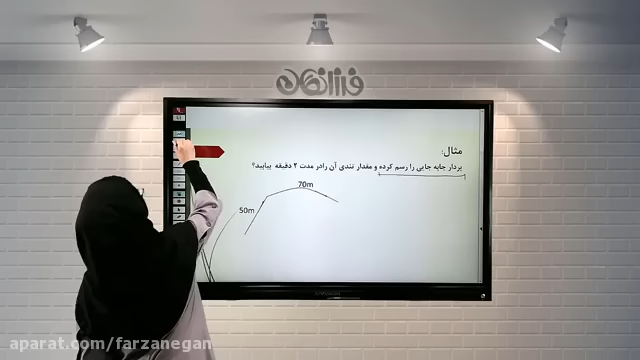 فرزانگان
مثال:
بردار جابه جایی را رسم کرده و مقدار تندی آن رادر مدت ۲ دقیقه بیابید؟
70m
50m
aparat.com/farzanegan